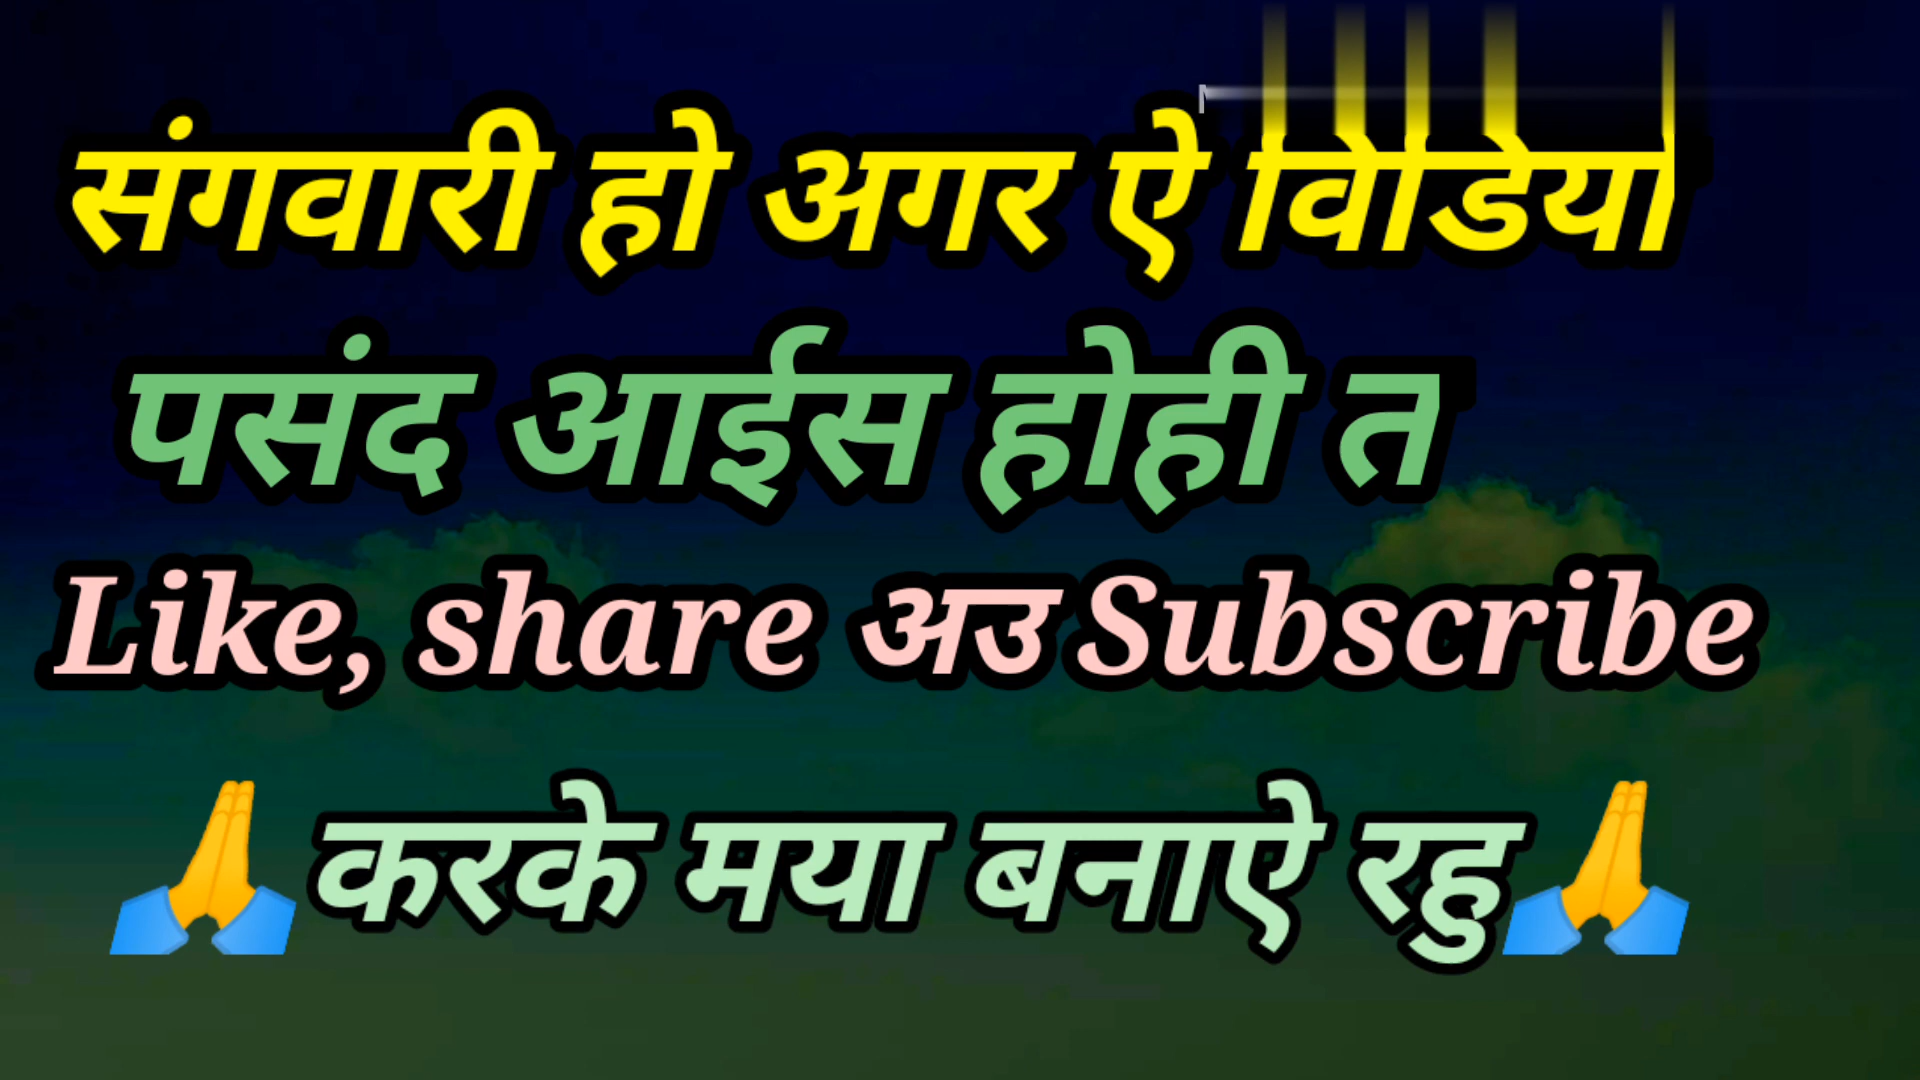 संगवारी हो अगर ऐ विडिया
पसंद आईस होही त
Like, share अउ Subscribe
🙏करके मया बनाऐ रहु🙏